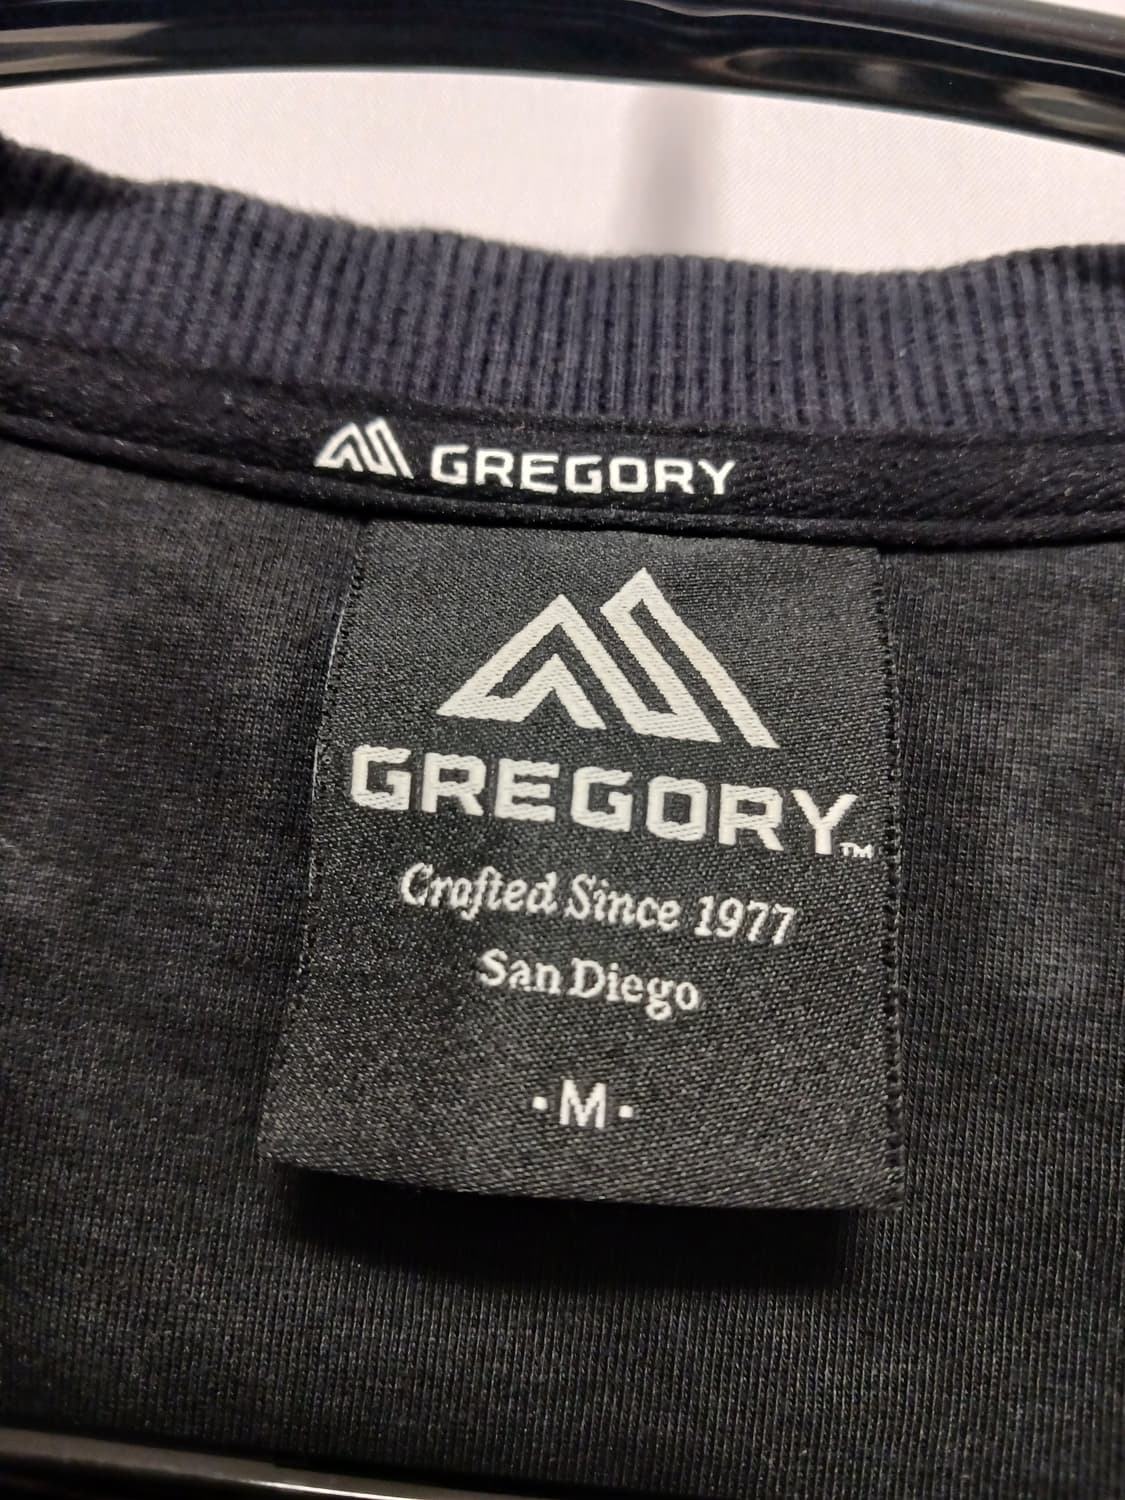 GREGORY
GREGORY™
Crafted Since 1977
San Diego
·M·